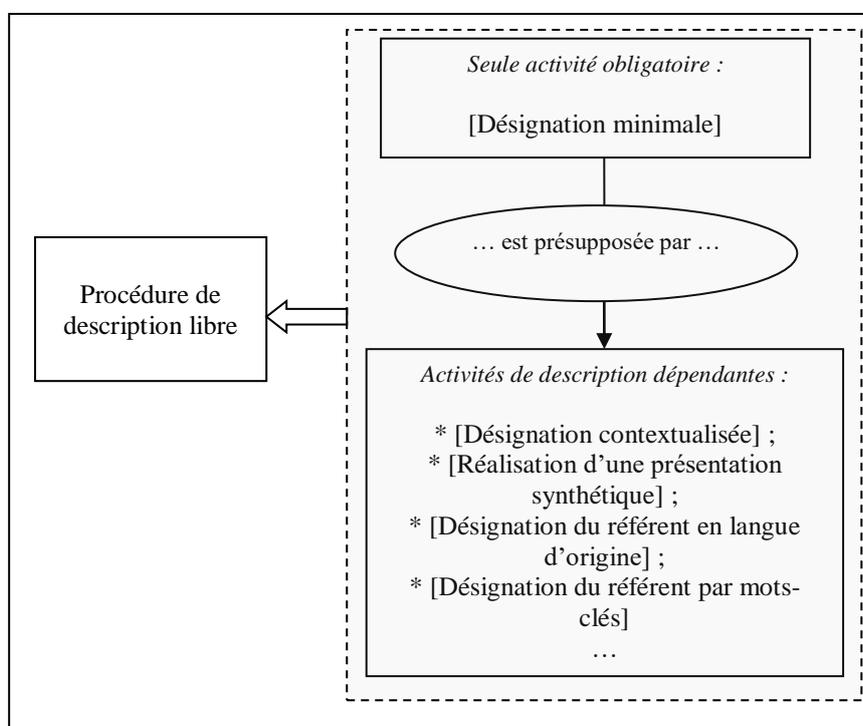 Seule activité obligatoire :
[Désignation minimale]
… est présupposée par …
Procédure de
description libre
Activités de description dépendantes :
* [Désignation contextualisée] ;
* [Réalisation d’une présentation
synthétique] ;
* [Désignation du référent en langue
d’origine] ;
* [Désignation du référent par mots-
clés]
…